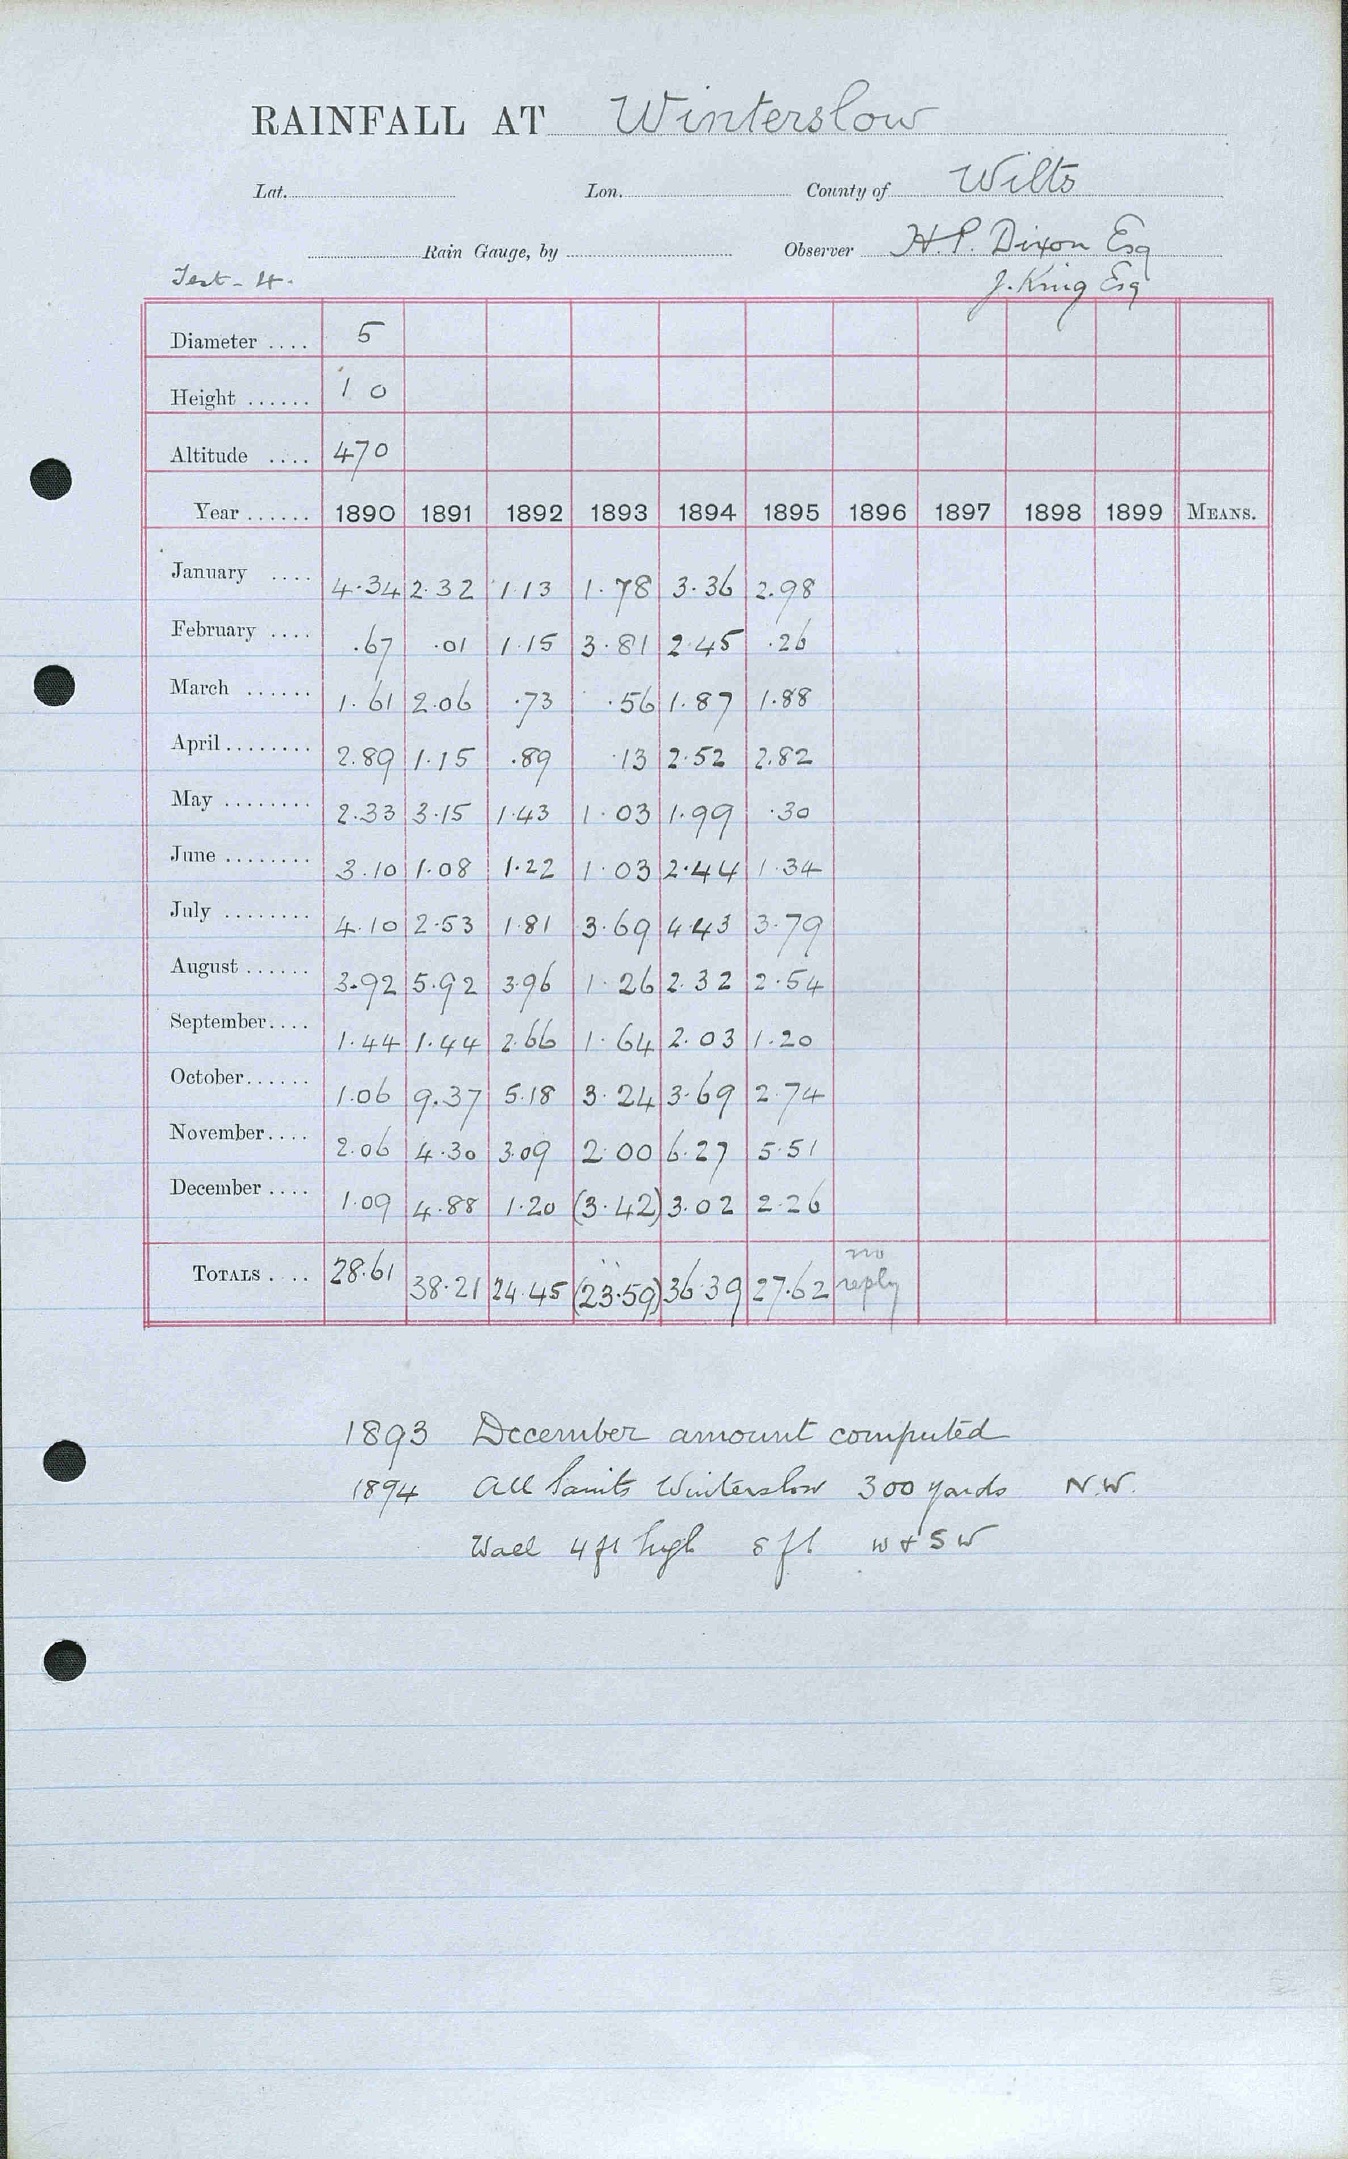 RAINFALL AT Winterslow
Lat. Lon. County of Wilts
Rain Gauge, by Observer H. P. Dixon Esq
Test - 4. J. King Esq
Diameter .... 5
Height ...... 1 0
Altitude .... 470
Year ...... 1890 1891 1892 1893 1894 1895 1896 1897 1898 1899 MEANS.
January .... 4.34 2.32 1.13 1.78 3.36 2.98
February .... .67 .01 1.15 3.81 2.45 .26
March ...... 1.61 2.06 .73 .56 1.87 1.88
April ........ 2.89 1.15 .89 .13 2.52 2.82
May ........ 2.33 3.15 1.43 1.03 1.99 .30
June ........ 3.10 1.08 1.22 1.03 2.44 1.34
July ........ 4.10 2.53 1.81 3.69 4.43 3.79
August ...... 3.92 5.92 3.96 1.26 2.32 2.54
September.... 1.44 1.44 2.66 1.64 2.03 1.20
October...... 1.06 9.37 5.18 3.24 3.69 2.74
November.... 2.06 4.30 3.09 2.00 6.27 5.51
December .... 1.09 4.88 1.20 (3.42) 3.02 2.26
TOTALS .... 28.61 38.21 24.45 (23.59) 36.39 27.62 no reply
1893 December amount computed
1894 All Saints Winterslow 300 yards N.W.
Wall 4 ft high 8 ft W & SW